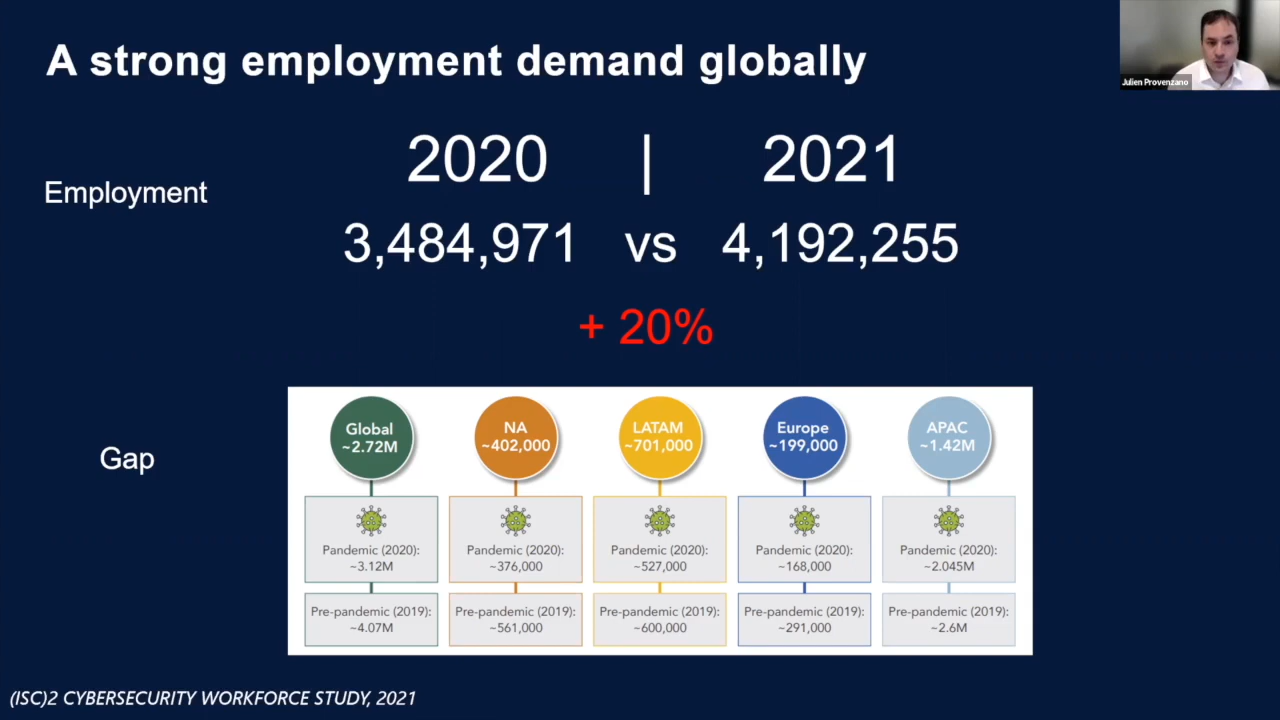 A strong employment demand globally
Julien Provenzano
2020 | 2021
Employment
3,484,971 vs 4,192,255
+ 20%
Gap
Global
~2.72M
NA
~402,000
LATAM
~701,000
Europe
~199,000
APAC
~1.42M
Pandemic (2020):
~3.12M
Pandemic (2020):
~376,000
Pandemic (2020):
~527,000
Pandemic (2020):
~168,000
Pandemic (2020):
~2.045M
Pre-pandemic (2019):
~4.07M
Pre-pandemic (2019):
~561,000
Pre-pandemic (2019):
~600,000
Pre-pandemic (2019):
~291,000
Pre-pandemic (2019):
~2.6M
(ISC)2 CYBERSECURITY WORKFORCE STUDY, 2021